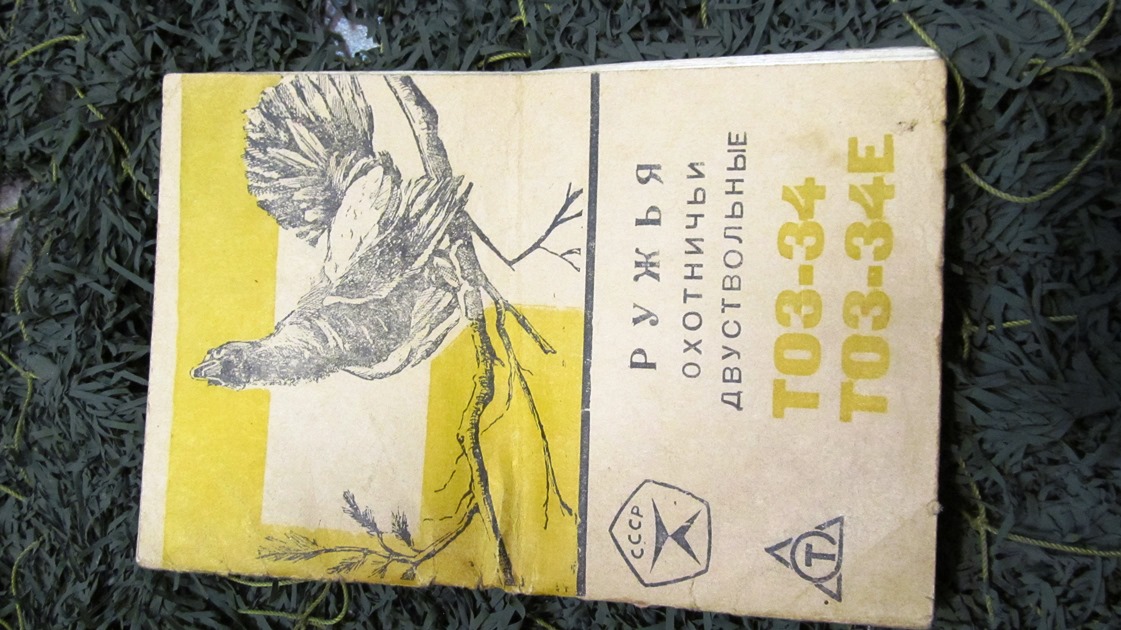 РУЖЬЯ
ОХОТНИЧЬИ
ДВУСТВОЛЬНЫЕ
ТОЗ-34
ТОЗ-34Е
СССР
Т